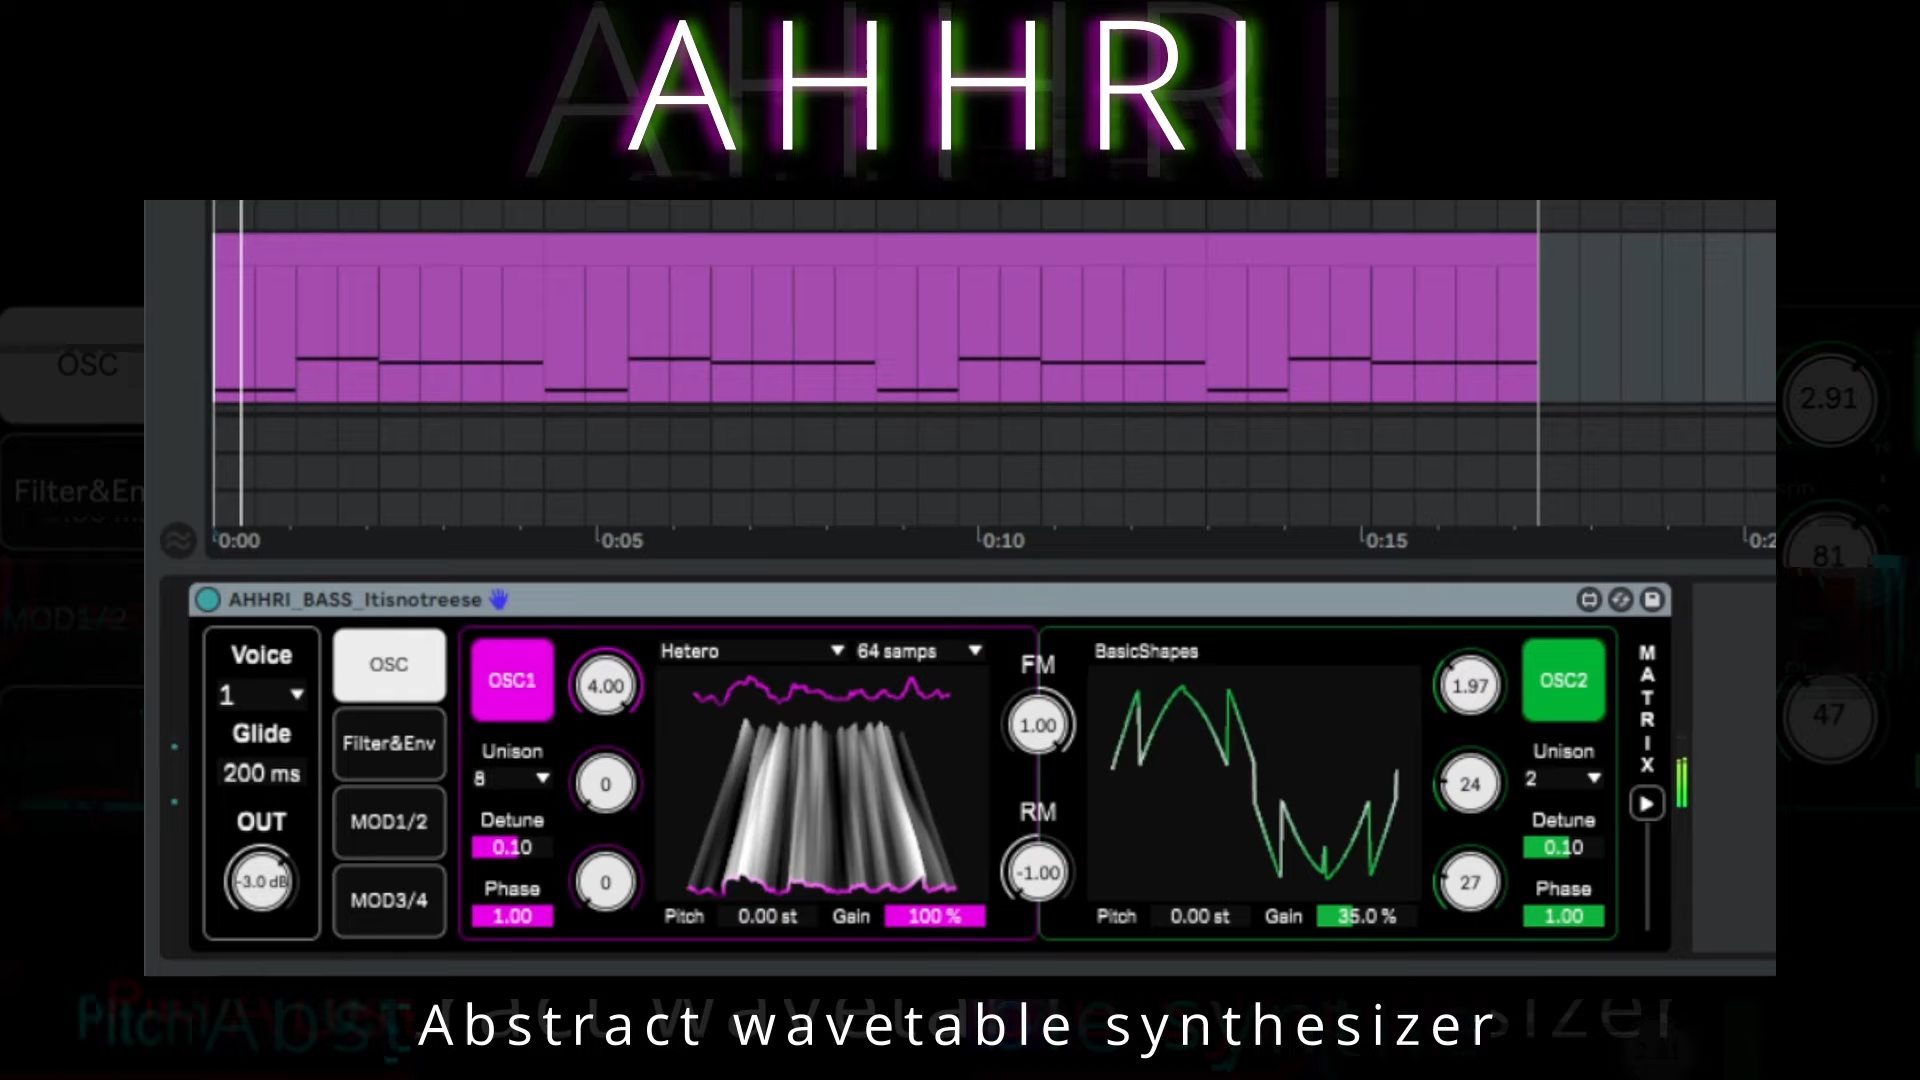 AHHRI
OSC
Filter&En
MOD1/2
2.91
81
47
0:00
0:05
0:10
0:15
AHHRI_BASS_Itisnotreese
Voice
1
Glide
200 ms
OUT
-3.0 dB
OSC
Filter&Env
MOD1/2
MOD3/4
OSC1
Unison
8
Detune
0.10
Phase
1.00
4.00
0
0
Hetero
64 samps
Pitch 0.00 st Gain 100 %
FM
1.00
RM
-1.00
BasicShapes
Pitch 0.00 st Gain 35.0 %
1.97
24
27
OSC2
Unison
2
Detune
0.10
Phase
1.00
MATRIX
Pitch
Abstract wavetable synthesizer